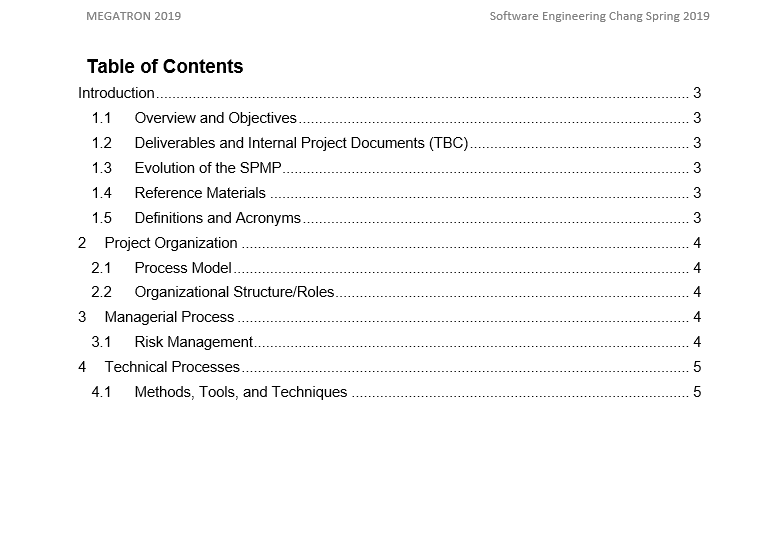 MEGATRON 2019 Software Engineering Chang Spring 2019
Table of Contents
Introduction 3
1.1 Overview and Objectives 3
1.2 Deliverables and Internal Project Documents (TBC) 3
1.3 Evolution of the SPMP 3
1.4 Reference Materials 3
1.5 Definitions and Acronyms 3
2 Project Organization 4
2.1 Process Model 4
2.2 Organizational Structure/Roles 4
3 Managerial Process 4
3.1 Risk Management 4
4 Technical Processes 5
4.1 Methods, Tools, and Techniques 5